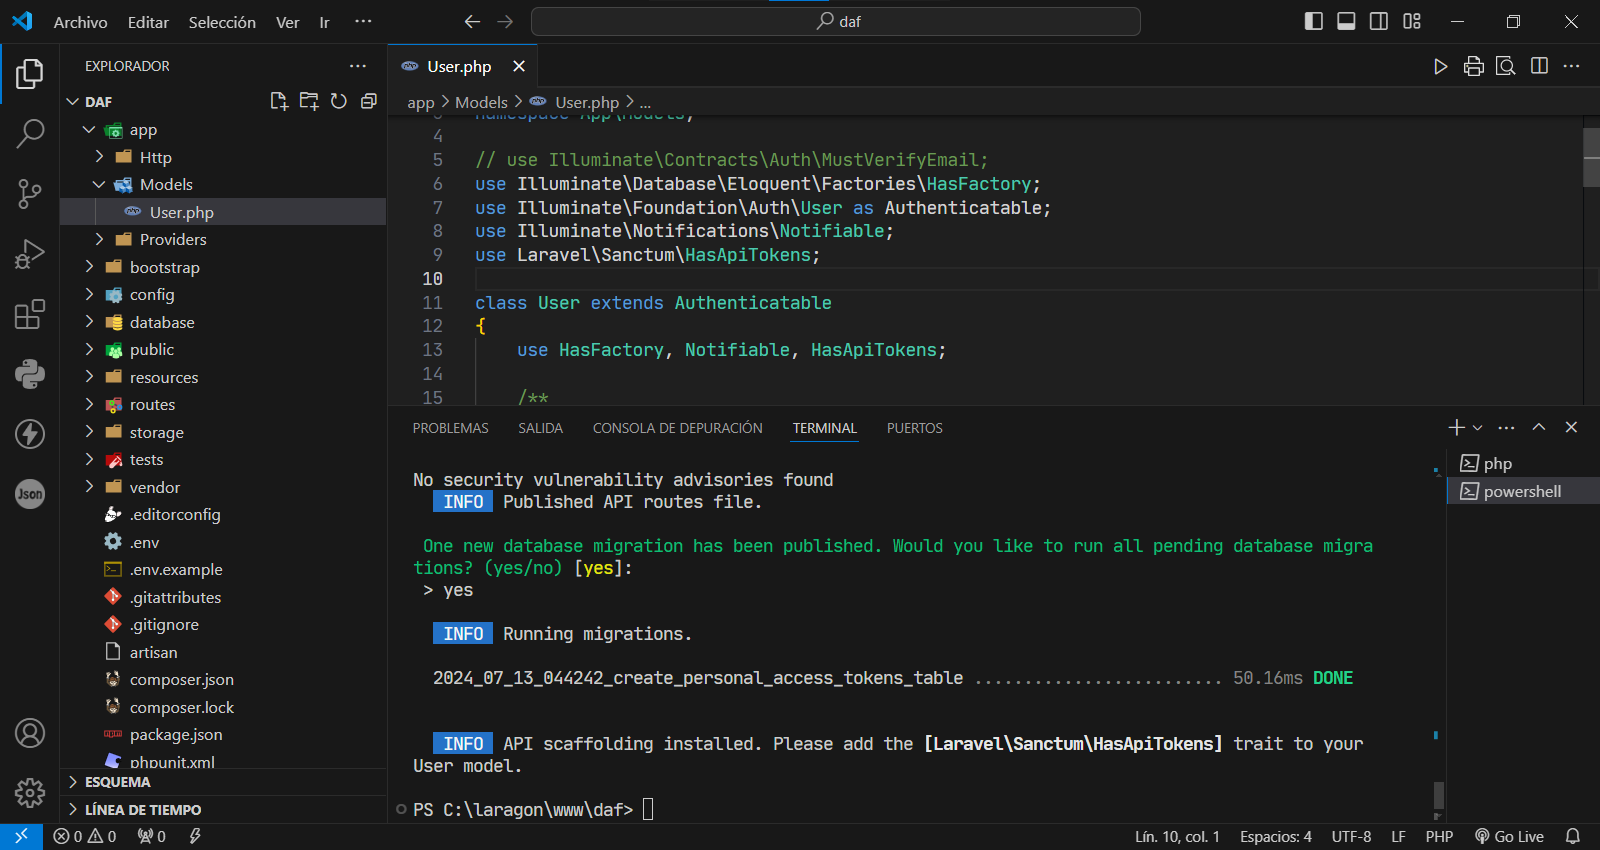 Archivo Editar Selección Ver Ir ... daf
EXPLORADOR
DAF
app
Http
Models
User.php
Providers
bootstrap
config
database
public
resources
routes
storage
tests
vendor
.editorconfig
.env
.env.example
.gitattributes
.gitignore
artisan
composer.json
composer.lock
package.json
phpunit.xml
ESQUEMA
LÍNEA DE TIEMPO
Json
php User.php
app > Models > php User.php > ...
3 namespace App\Models;
4
5 // use Illuminate\Contracts\Auth\MustVerifyEmail;
6 use Illuminate\Database\Eloquent\Factories\HasFactory;
7 use Illuminate\Foundation\Auth\User as Authenticatable;
8 use Illuminate\Notifications\Notifiable;
9 use Laravel\Sanctum\HasApiTokens;
10
11 class User extends Authenticatable
12 {
13 use HasFactory, Notifiable, HasApiTokens;
14
15 /**
PROBLEMAS SALIDA CONSOLA DE DEPURACIÓN TERMINAL PUERTOS
No security vulnerability advisories found
INFO Published API routes file.
One new database migration has been published. Would you like to run all pending database migra
tions? (yes/no) [yes]:
> yes
INFO Running migrations.
2024_07_13_044242_create_personal_access_tokens_table ......................... 50.16ms DONE
INFO API scaffolding installed. Please add the [Laravel\Sanctum\HasApiTokens] trait to your
User model.
PS C:\laragon\www\daf>
php
powershell
0 0 0 Lín. 10, col. 1 Espacios: 4 UTF-8 LF PHP Go Live